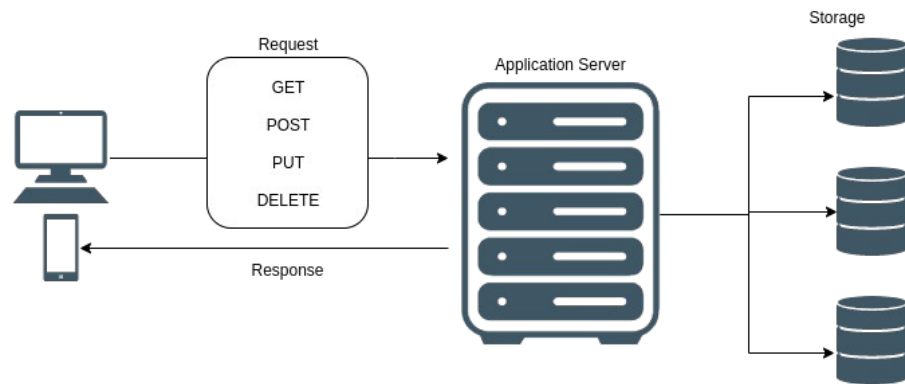 Storage
Request
Application Server
GET
POST
PUT
DELETE
Response